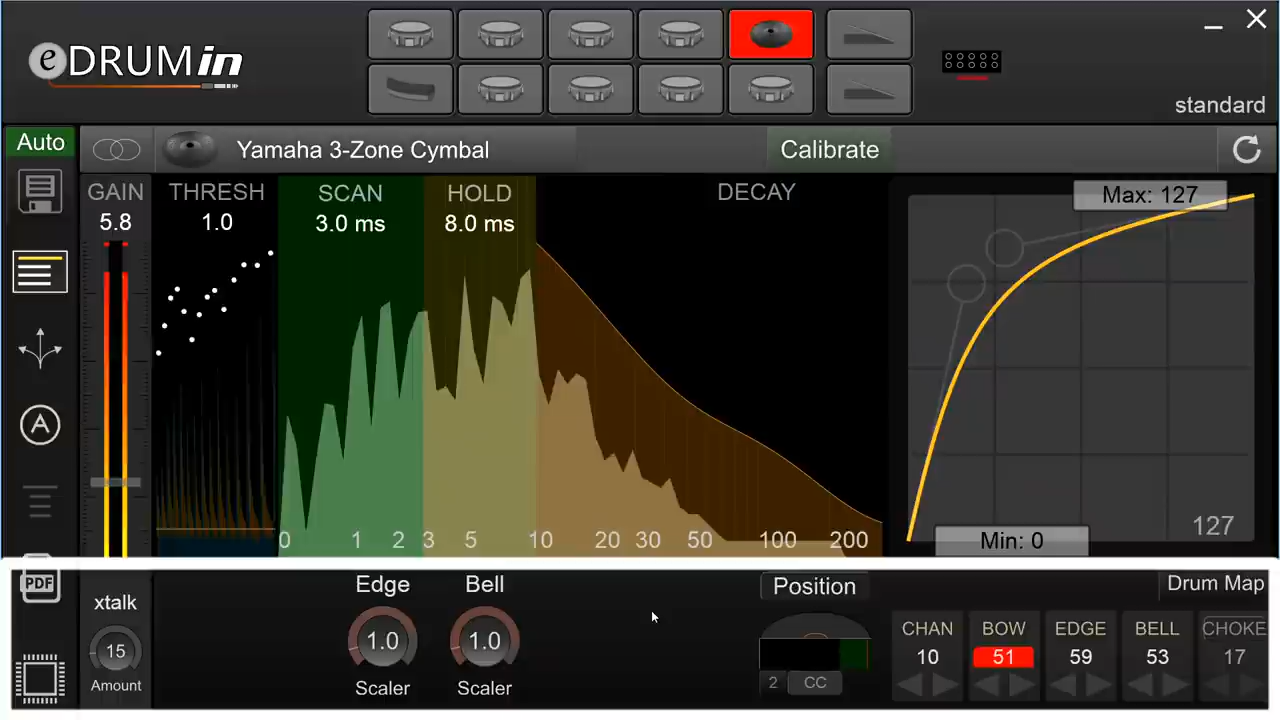 eDRUMin
standard
Auto
Yamaha 3-Zone Cymbal
Calibrate
GAIN
5.8
THRESH
1.0
SCAN
3.0 ms
HOLD
8.0 ms
DECAY
0 1 2 3 5 10 20 30 50 100 200
Max: 127
Min: 0
127
A
PDF
xtalk
15
Amount
Edge
1.0
Scaler
Bell
1.0
Scaler
Position
2 CC
Drum Map
CHAN BOW EDGE BELL CHOKE
10 51 59 53 17